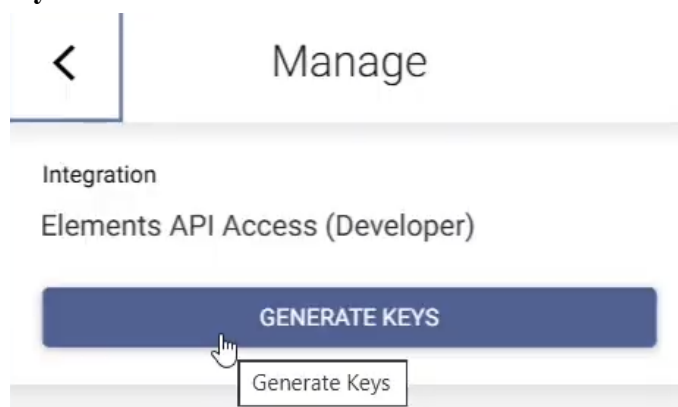 Manage
Integration
Elements API Access (Developer)
GENERATE KEYS
Generate Keys